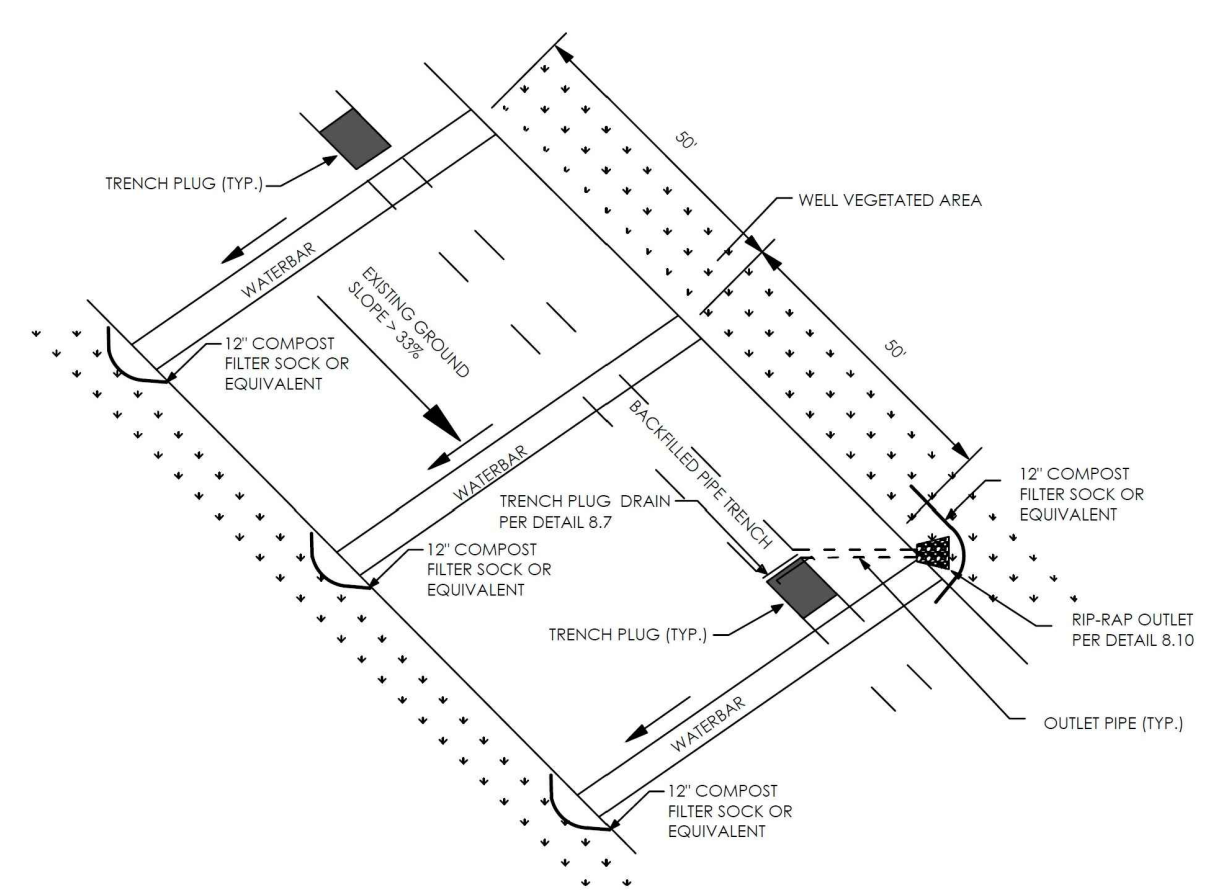 50'
TRENCH PLUG (TYP.)
WELL VEGETATED AREA
WATERBAR
EXISTING GROUND
SLOPE > 33%
12" COMPOST
FILTER SOCK OR
EQUIVALENT
50'
BACKFILLED PIPE TRENCH
WATERBAR
TRENCH PLUG DRAIN
PER DETAIL 8.7
12" COMPOST
FILTER SOCK OR
EQUIVALENT
12" COMPOST
FILTER SOCK OR
EQUIVALENT
TRENCH PLUG (TYP.)
RIP-RAP OUTLET
PER DETAIL 8.10
WATERBAR
OUTLET PIPE (TYP.)
12" COMPOST
FILTER SOCK OR
EQUIVALENT